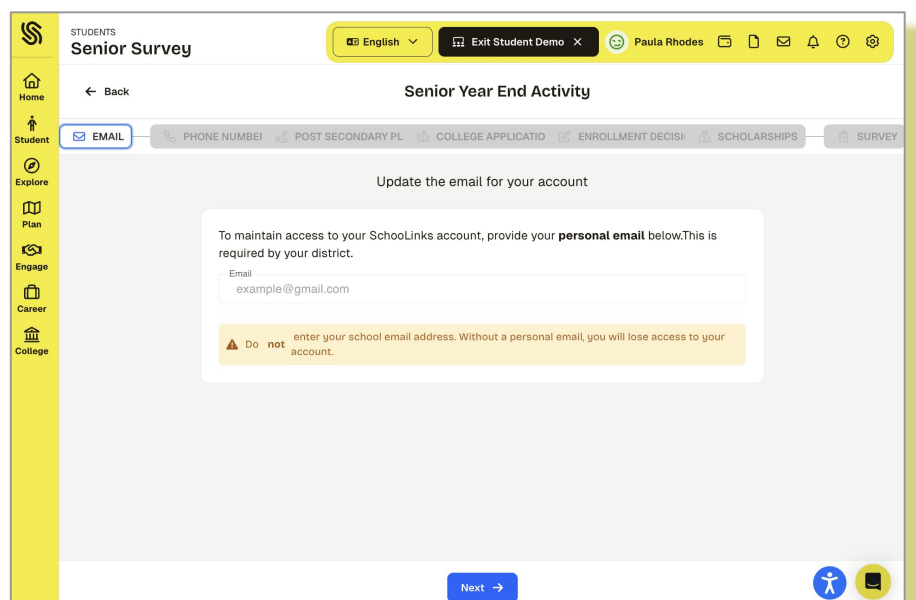 STUDENTS
Senior Survey
English
Exit Student Demo
Paula Rhodes
Home
Student
Explore
Plan
Engage
Career
College
Back
Senior Year End Activity
EMAIL
PHONE NUMBER
POST SECONDARY PL
COLLEGE APPLICATIO
ENROLLMENT DECISI
SCHOLARSHIPS
SURVEY
Update the email for your account
To maintain access to your SchooLinks account, provide your personal email below.This is
required by your district.
Email
example@gmail.com
Do not enter your school email address. Without a personal email, you will lose access to your
account.
Next